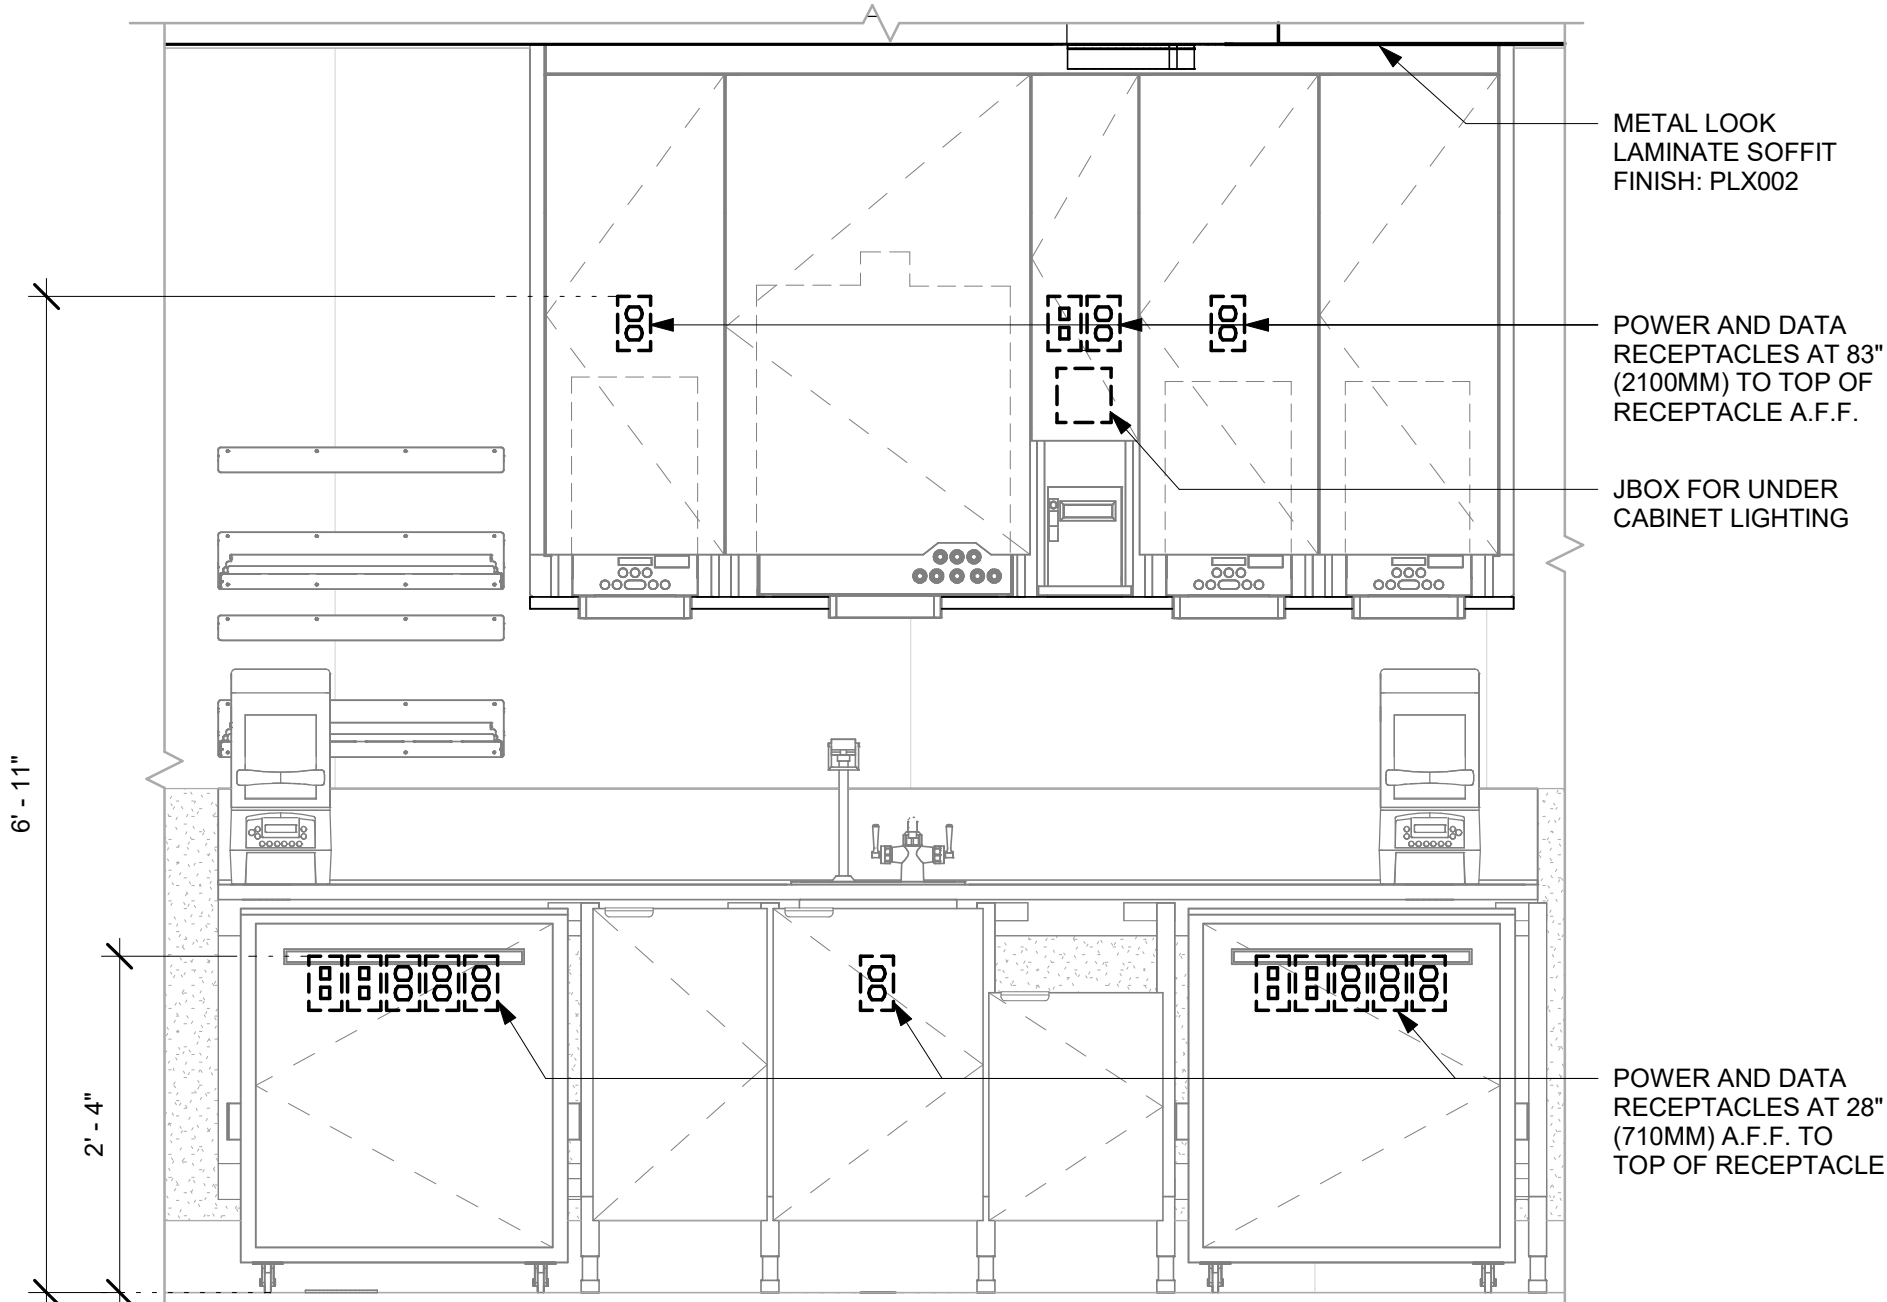 METAL LOOK
LAMINATE SOFFIT
FINISH: PLX002
POWER AND DATA
RECEPTACLES AT 83"
(2100MM) TO TOP OF
RECEPTACLE A.F.F.
JBOX FOR UNDER
CABINET LIGHTING
6' - 11"
2' - 4"
POWER AND DATA
RECEPTACLES AT 28"
(710MM) A.F.F. TO
TOP OF RECEPTACLE